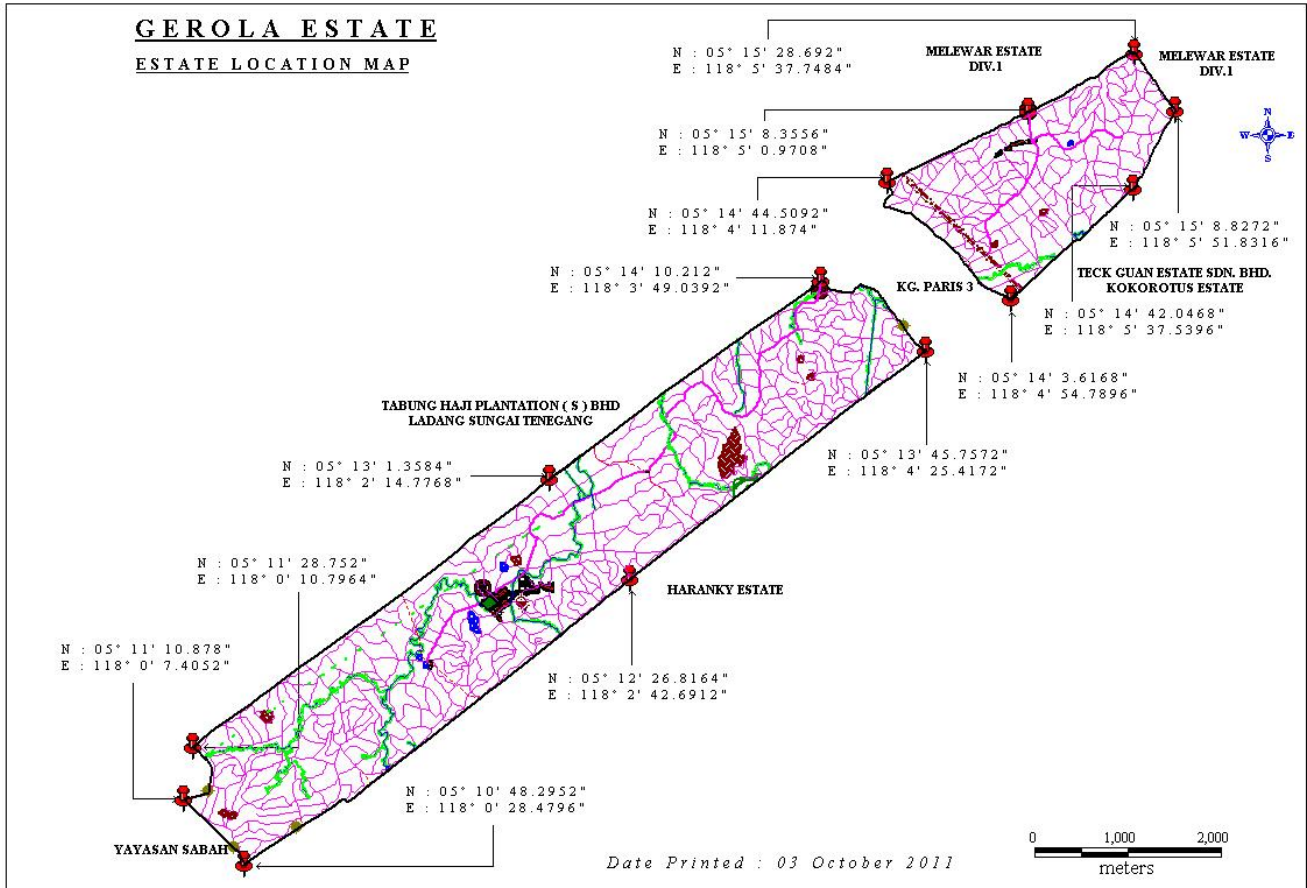 GEROLA ESTATE
ESTATE LOCATION MAP
N : 05° 15' 28.692"
E : 118° 5' 37.7484"
MELEWAR ESTATE
DIV.1
MELEWAR ESTATE
DIV.1
N : 05° 15' 8.3556"
E : 118° 5' 0.9708"
N
W
E
S
N : 05° 14' 44.5092"
E : 118° 4' 11.874"
N : 05° 15' 8.8272"
E : 118° 5' 51.8316"
N : 05° 14' 10.212"
E : 118° 3' 49.0392"
KG. PARIS 3
TECK GUAN ESTATE SDN. BHD.
KOKOROTUS ESTATE
N : 05° 14' 42.0468"
E : 118° 5' 37.5396"
N : 05° 14' 3.6168"
E : 118° 4' 54.7896"
TABUNG HAJI PLANTATION ( S ) BHD
LADANG SUNGAI TENEGANG
N : 05° 13' 45.7572"
E : 118° 4' 25.4172"
N : 05° 13' 1.3584"
E : 118° 2' 14.7768"
N : 05° 11' 28.752"
E : 118° 0' 10.7964"
HARANKY ESTATE
N : 05° 11' 10.878"
E : 118° 0' 7.4052"
N : 05° 12' 26.8164"
E : 118° 2' 42.6912"
N : 05° 10' 48.2952"
E : 118° 0' 28.4796"
YAYASAN SABAH
Date Printed : 03 October 2011
0 1,000 2,000
meters